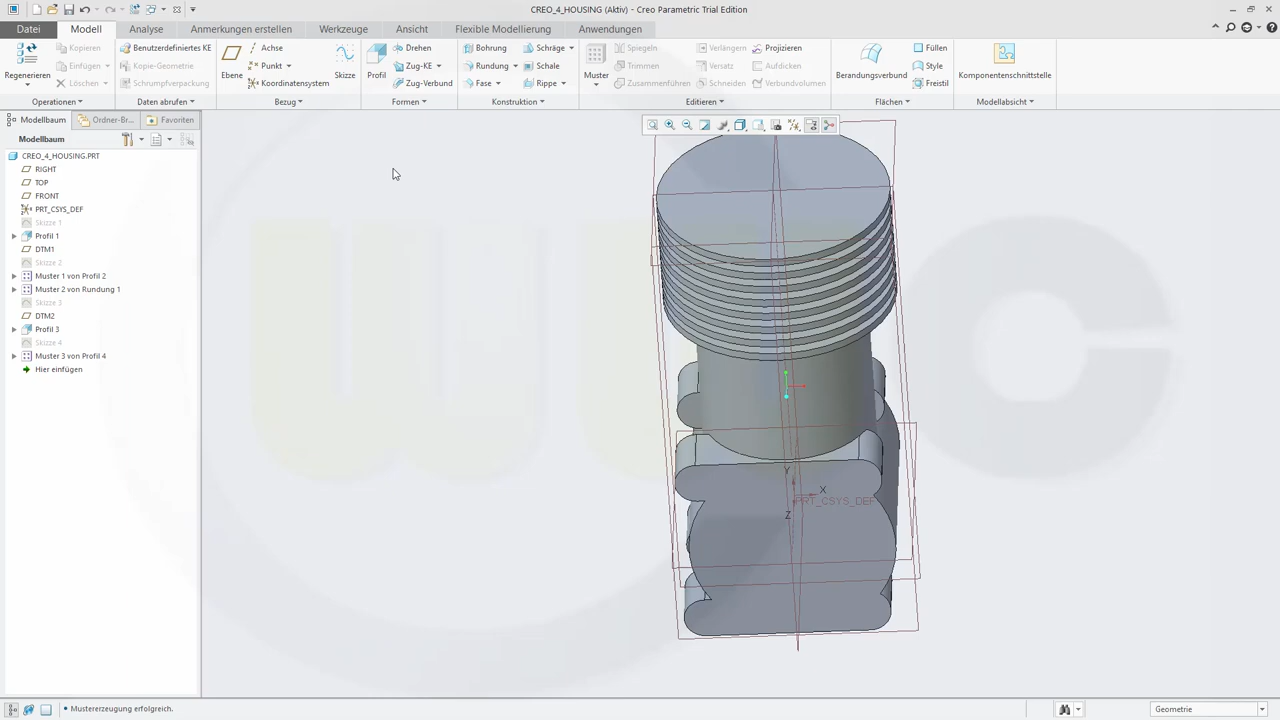 CREO_4_HOUSING (Aktiv) - Creo Parametric Trial Edition
Datei Modell Analyse Anmerkungen erstellen Werkzeuge Ansicht Flexible Modellierung Anwendungen
Kopieren Benutzerdefiniertes KE Achse Drehen Bohrung Schräge Spiegeln Verlängern Projizieren Füllen
Einfügen Kopie-Geometrie Punkt Zug-KE Rundung Schale Trimmen Versatz Aufdicken Style
Regenerieren Löschen Schrumpfverpackung Ebene Koordinatensystem Skizze Profil Zug-Verbund Fase Rippe Muster Zusammenführen Schneiden Verbundvolumen Berandungsverbund Freistil Komponentenschnittstelle
Operationen Daten abrufen Bezug Formen Konstruktion Editieren Flächen Modellabsicht
Modellbaum Ordner-Br... Favoriten
Modellbaum
CREO_4_HOUSING.PRT
RIGHT
TOP
FRONT
PRT_CSYS_DEF
Skizze 1
Profil 1
DTM1
Skizze 2
Muster 1 von Profil 2
Muster 2 von Rundung 1
Skizze 3
DTM2
Profil 3
Skizze 4
Muster 3 von Profil 4
Hier einfügen
Y
X
PRT_CSYS_DEF
Z
WUC
Mustererzeugung erfolgreich.
Geometrie